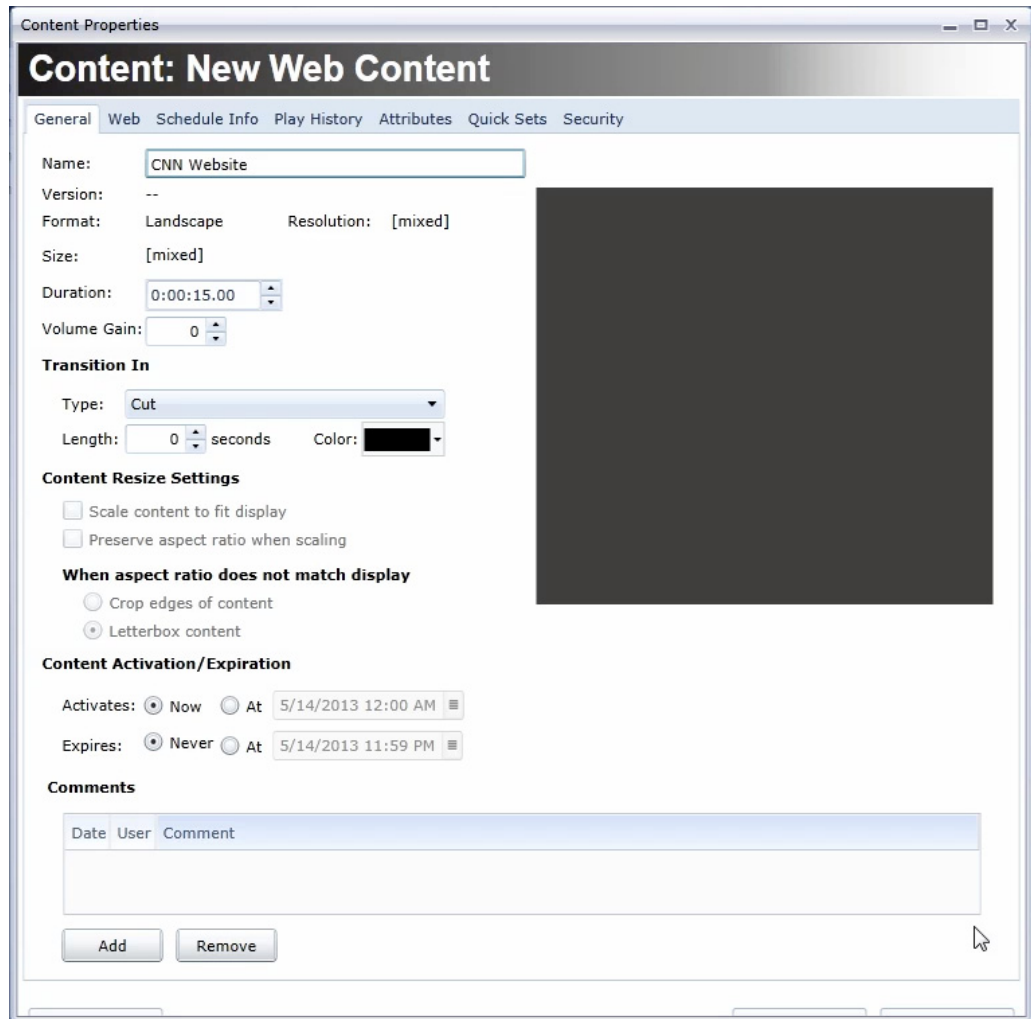 Content Properties
Content: New Web Content
General Web Schedule Info Play History Attributes Quick Sets Security
Name: CNN Website
Version: --
Format: Landscape Resolution: [mixed]
Size: [mixed]
Duration: 0:00:15.00
Volume Gain: 0
Transition In
Type: Cut
Length: 0 seconds Color:
Content Resize Settings
Scale content to fit display
Preserve aspect ratio when scaling
When aspect ratio does not match display
Crop edges of content
Letterbox content
Content Activation/Expiration
Activates: Now At 5/14/2013 12:00 AM
Expires: Never At 5/14/2013 11:59 PM
Comments
Date User Comment
Add Remove